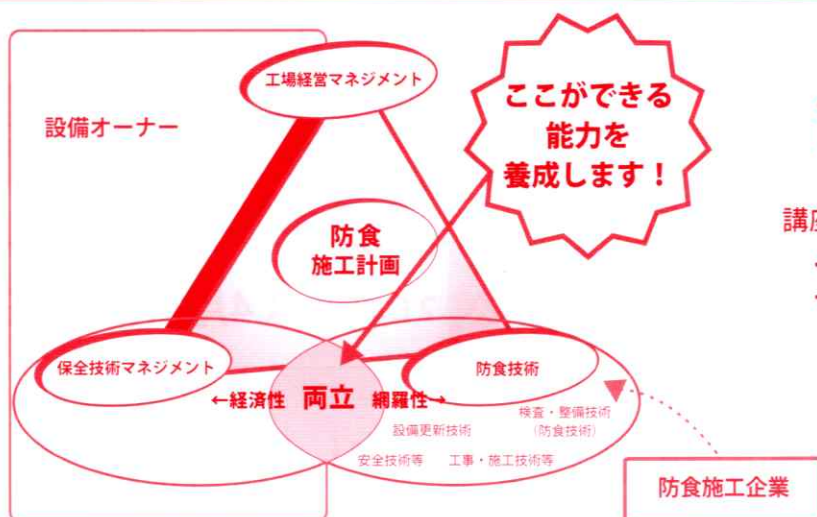 工場経営マネジメント
設備オーナー
ここができる
能力を
養成します！
防食
施工計画
講座
保全技術マネジメント
防食技術
←経済性 両立 網羅性→
検査・整備技術
（防食技術）
設備更新技術
安全技術等 工事・施工技術等
防食施工企業